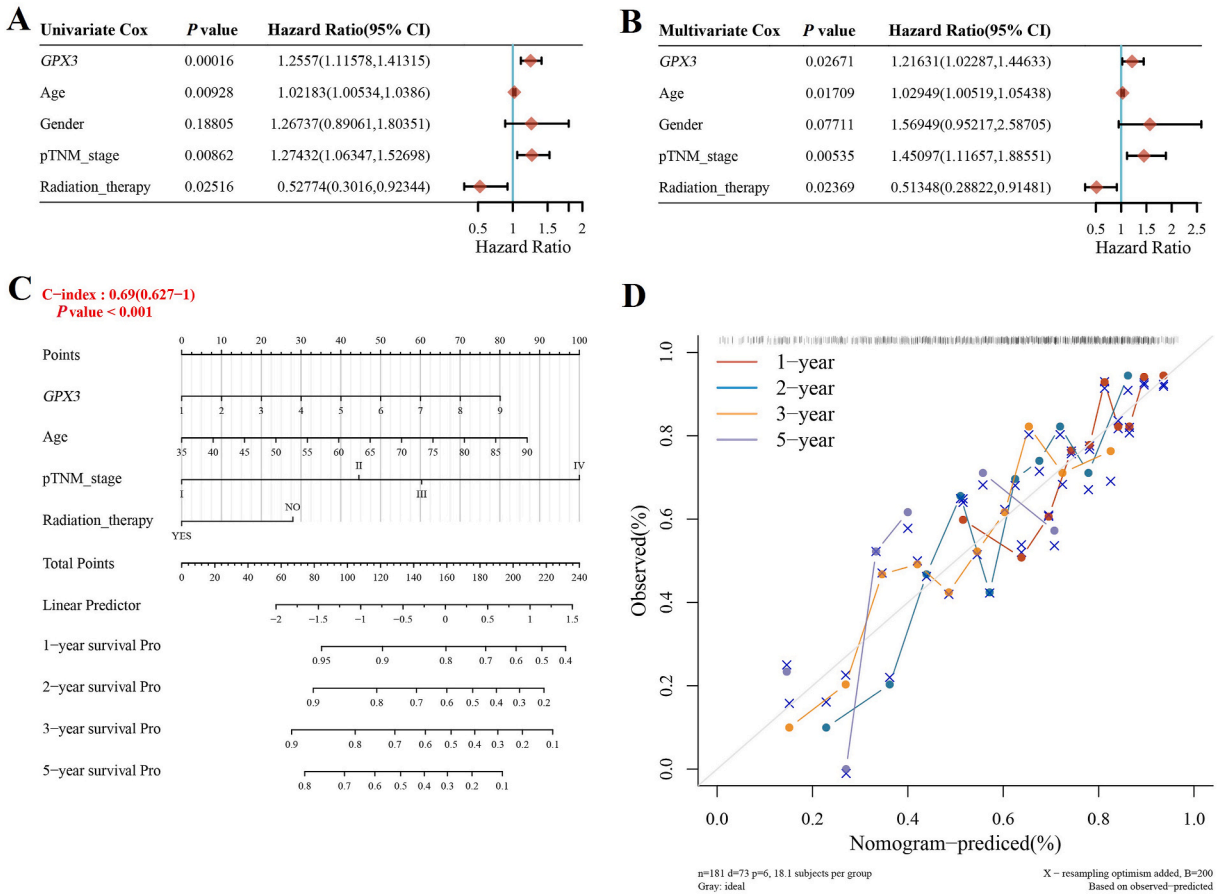 A
Univariate Cox P value Hazard Ratio(95% CI)
GPX3 0.00016 1.2557(1.11578,1.41315)
Age 0.00928 1.02183(1.00534,1.0386)
Gender 0.18805 1.26737(0.89061,1.80351)
pTNM_stage 0.00862 1.27432(1.06347,1.52698)
Radiation_therapy 0.02516 0.52774(0.3016,0.92344)
0.5 1 1.5 2
Hazard Ratio
B
Multivariate Cox P value Hazard Ratio(95% CI)
GPX3 0.02671 1.21631(1.02287,1.44633)
Age 0.01709 1.02949(1.00519,1.05438)
Gender 0.07711 1.56949(0.95217,2.58705)
pTNM_stage 0.00535 1.45097(1.11657,1.88551)
Radiation_therapy 0.02369 0.51348(0.28822,0.91481)
0.5 1 1.5 2 2.5
Hazard Ratio
C
C−index : 0.69(0.627−1)
P value < 0.001
Points 0 10 20 30 40 50 60 70 80 90 100
GPX3
1 2 3 4 5 6 7 8 9
Age
35 40 45 50 55 60 65 70 75 80 85 90
II IV
pTNM_stage
I III
NO
Radiation_therapy
YES
Total Points
0 20 40 60 80 100 120 140 160 180 200 220 240
Linear Predictor
−2 −1.5 −1 −0.5 0 0.5 1 1.5
1−year survival Pro
0.95 0.9 0.8 0.7 0.6 0.5 0.4
2−year survival Pro
0.9 0.8 0.7 0.6 0.5 0.4 0.3 0.2
3−year survival Pro
0.9 0.8 0.7 0.6 0.5 0.4 0.3 0.2 0.1
5−year survival Pro
0.8 0.7 0.6 0.5 0.4 0.3 0.2 0.1
D
1−year
2−year
3−year
5−year
Observed(%)
1.0
0.8
0.6
0.4
0.2
0.0
0.0 0.2 0.4 0.6 0.8 1.0
Nomogram−prediced(%)
n=181 d=73 p=6, 18.1 subjects per group
Gray: ideal
X − resampling optimism added, B=200
Based on observed−predicted